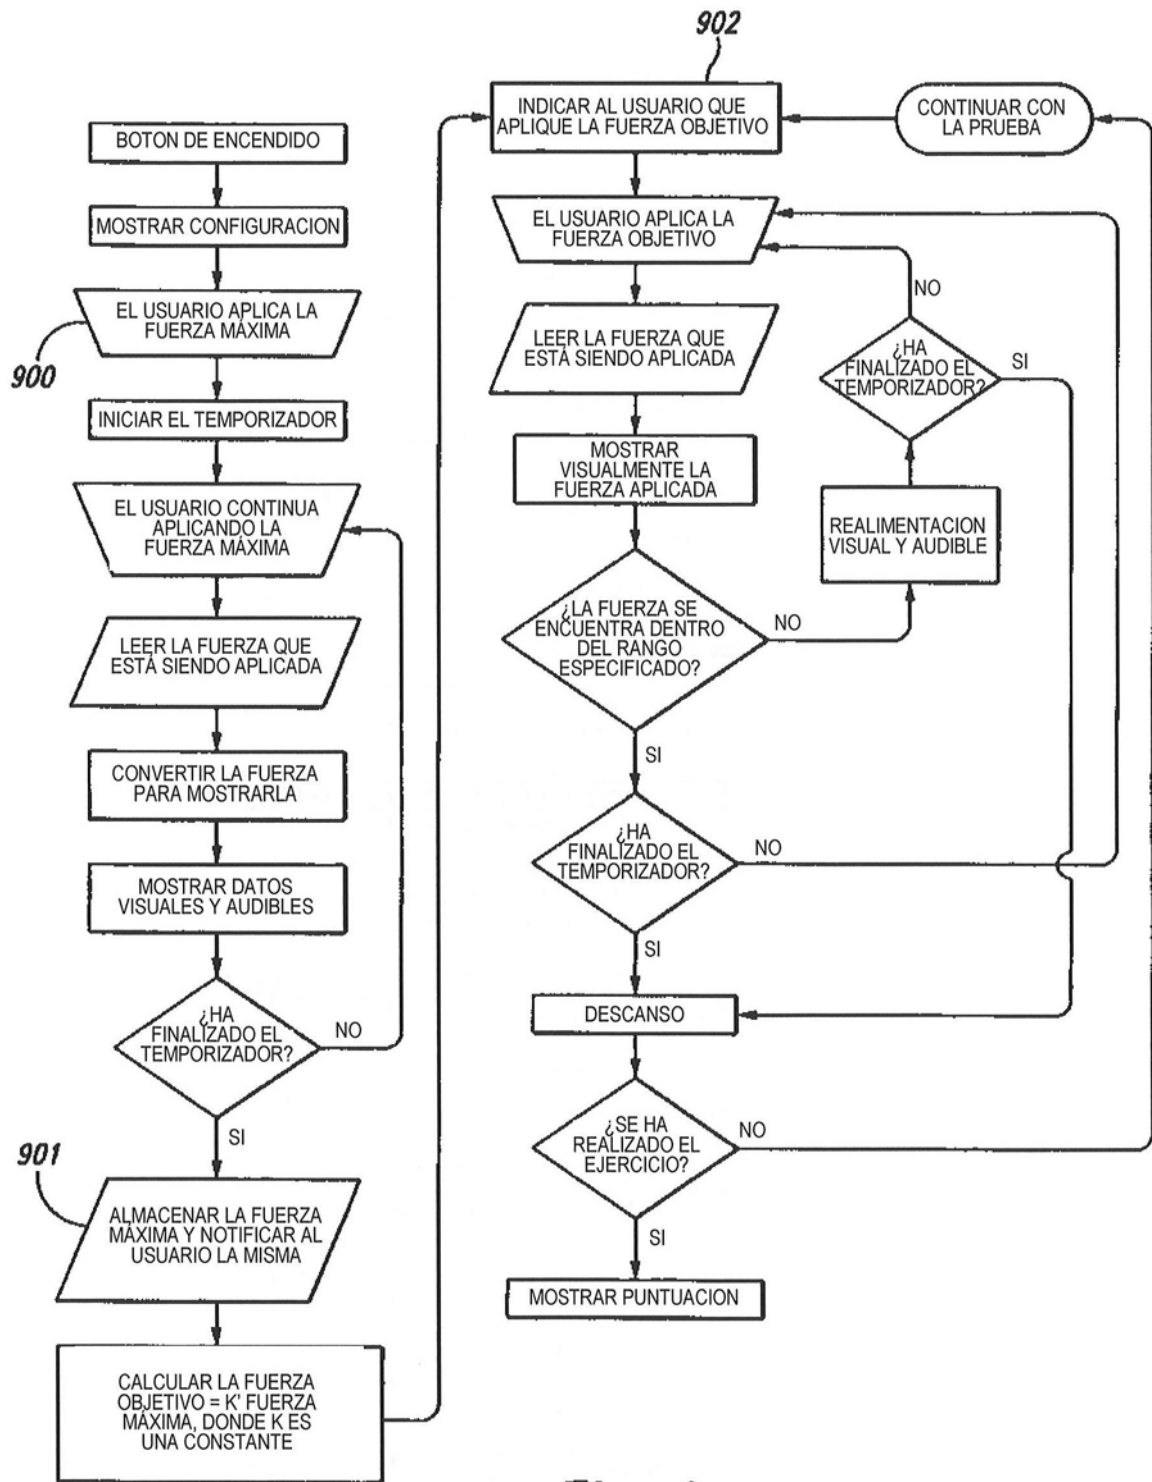 BOTON DE ENCENDIDO
MOSTRAR CONFIGURACION
EL USUARIO APLICA LA
FUERZA MÁXIMA
900
INICIAR EL TEMPORIZADOR
EL USUARIO CONTINUA
APLICANDO LA
FUERZA MÁXIMA
LEER LA FUERZA QUE
ESTÁ SIENDO APLICADA
CONVERTIR LA FUERZA
PARA MOSTRARLA
MOSTRAR DATOS
VISUALES Y AUDIBLES
¿HA
FINALIZADO EL
TEMPORIZADOR?
NO
SI
901
ALMACENAR LA FUERZA
MÁXIMA Y NOTIFICAR AL
USUARIO LA MISMA
CALCULAR LA FUERZA
OBJETIVO = K' FUERZA
MÁXIMA, DONDE K ES
UNA CONSTANTE
902
INDICAR AL USUARIO QUE
APLIQUE LA FUERZA OBJETIVO
CONTINUAR CON
LA PRUEBA
EL USUARIO APLICA LA
FUERZA OBJETIVO
NO
LEER LA FUERZA QUE
ESTÁ SIENDO APLICADA
¿HA
FINALIZADO EL
TEMPORIZADOR?
SI
MOSTRAR
VISUALMENTE LA
FUERZA APLICADA
REALIMENTACION
VISUAL Y AUDIBLE
¿LA FUERZA SE
ENCUENTRA DENTRO
DEL RANGO
ESPECIFICADO?
NO
SI
¿HA
FINALIZADO EL
TEMPORIZADOR?
NO
SI
DESCANSO
¿SE HA
REALIZADO EL
EJERCICIO?
NO
SI
MOSTRAR PUNTUACION